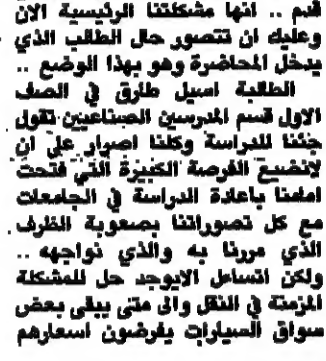 قدم .. انها مشكلتنا الرئيسية الان
وعليك ان تتصور حال الطالب الذي
يدخل المحاضرة وهو بهذا الوضع ..
الطالبة اسيل طارق في الصف
الاول قسم المدرسين الصناعيين تقول
جئنا للدراسة وكلنا اصرار على ان
لانضيع الفرصة الكبيرة التي فتحت
امامنا باعادة الدراسة في الجامعات
مع كل تصوراتنا بصعوبة الظرف
الذي مررنا به والذي نواجهه ..
ولكن اتساءل الايوجد حل للمشكلة
المزمنة في النقل والى متى يبقى بعض
سواق السيارات يفرضون اسعارهم